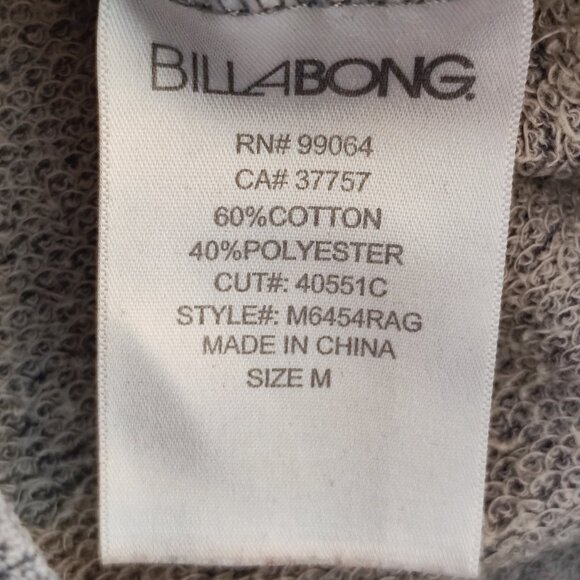 BILLABONG
RN# 99064
CA# 37757
60%COTTON
40%POLYESTER
CUT#: 40551C
STYLE#: M6454RAG
MADE IN CHINA
SIZE M